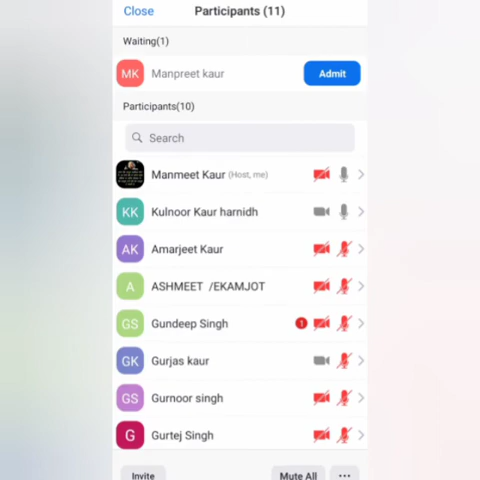 Close Participants (11)
Waiting(1)
MK Manpreet kaur Admit
Participants(10)
Search
Manmeet Kaur (Host, me)
KK Kulnoor Kaur harnidh
AK Amarjeet Kaur
A ASHMEET /EKAMJOT
GS Gundeep Singh 1
GK Gurjas kaur
GS Gurnoor singh
G Gurtej Singh
Invite Mute All ...